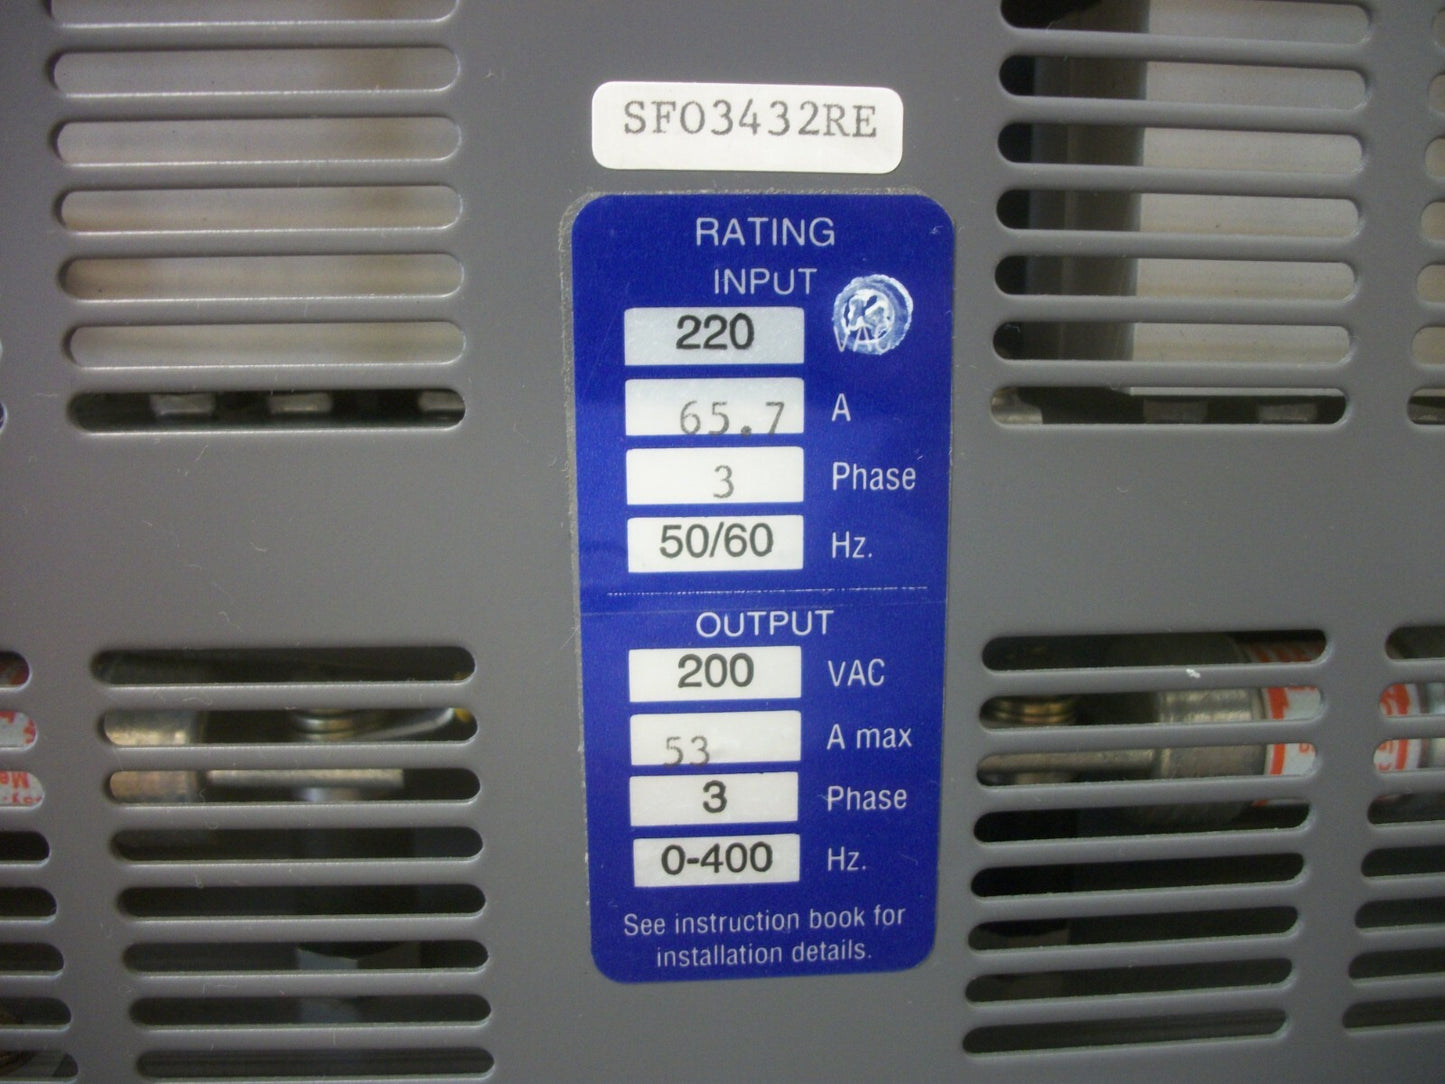 SF03432RE
RATING
INPUT
220 VAC
65.7 A
3 Phase
50/60 Hz.
OUTPUT
200 VAC
53 A max
3 Phase
0-400 Hz.
See instruction book for
installation details.